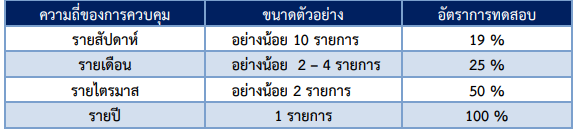 ความถี่ของการควบคุม ขนาดตัวอย่าง อัตราการทดสอบ
รายสัปดาห์ อย่างน้อย 10 รายการ 19 %
รายเดือน อย่างน้อย 2 – 4 รายการ 25 %
รายไตรมาส อย่างน้อย 2 รายการ 50 %
รายปี 1 รายการ 100 %